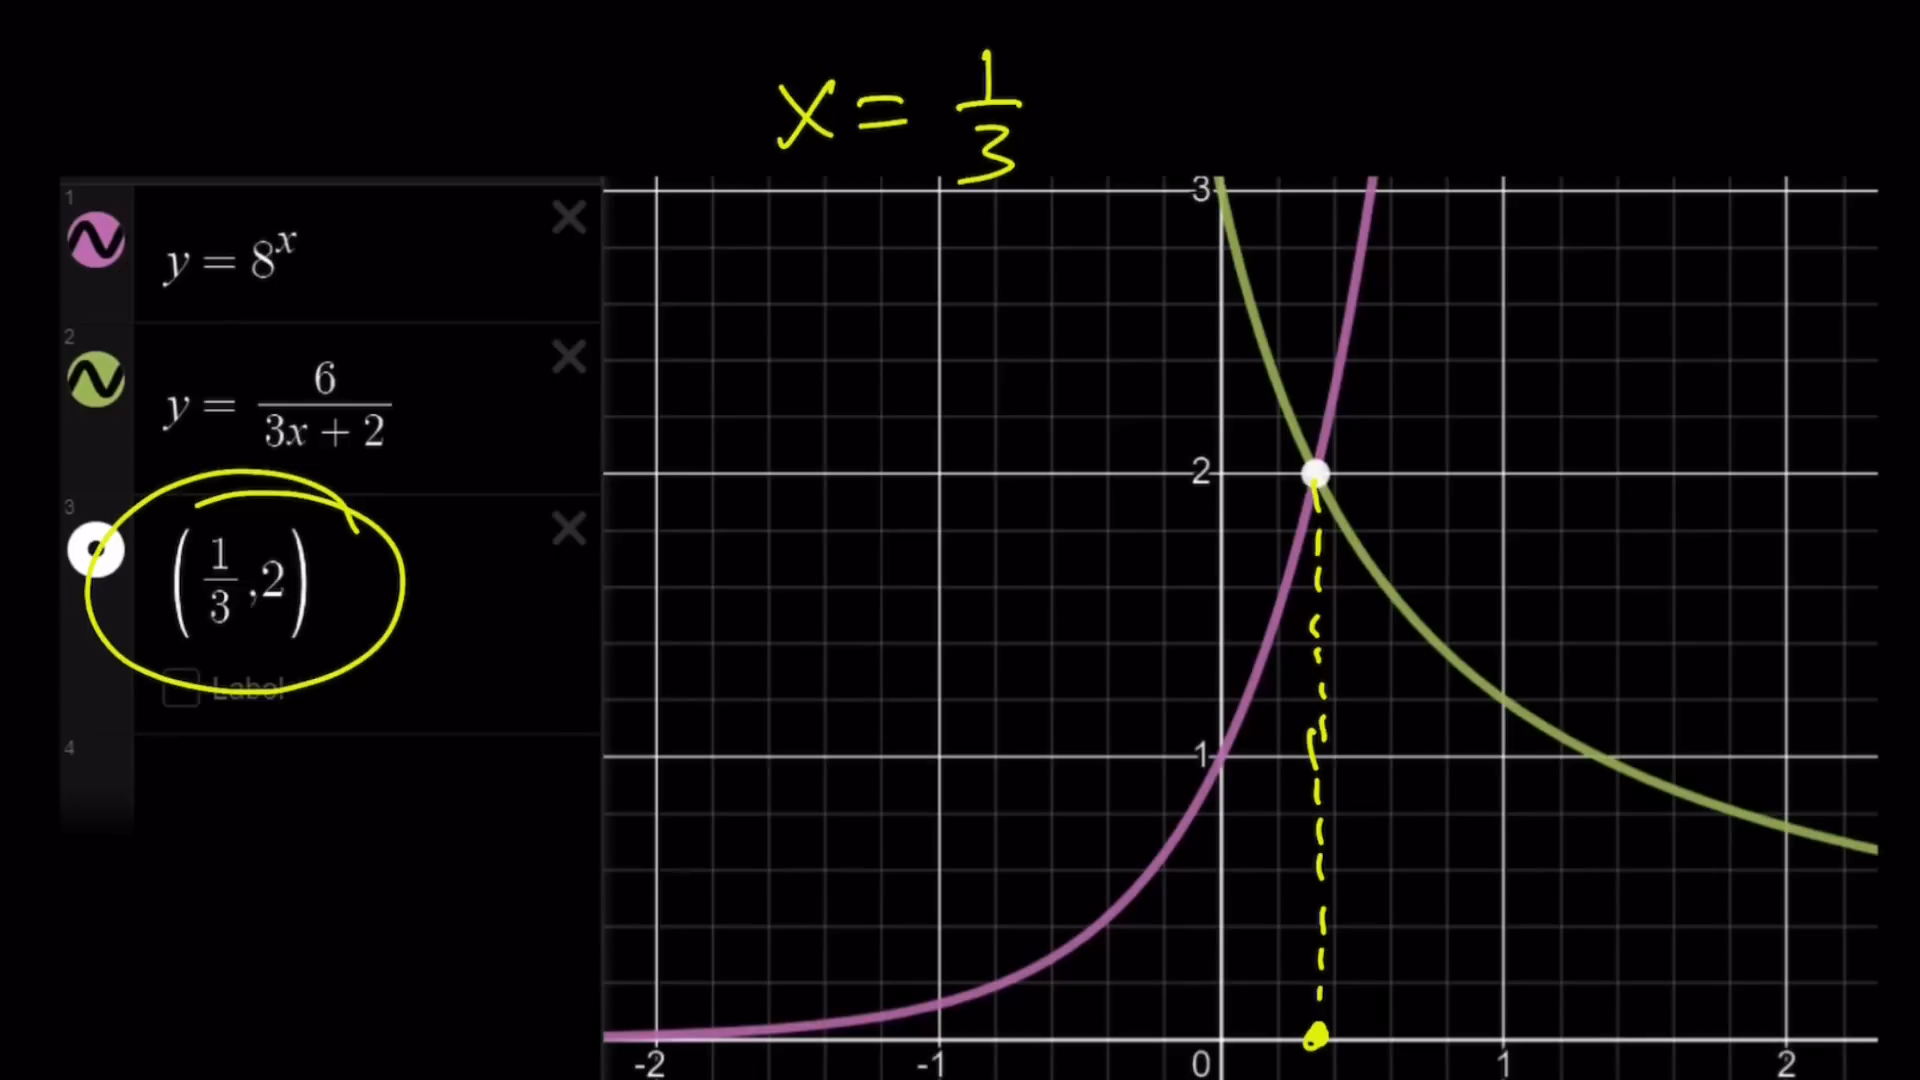 x = 1/3
1
y = 8^x
2
y = 6/(3x + 2)
3
(1/3, 2)
Label
4
3
2
1
-2 -1 0 1 2